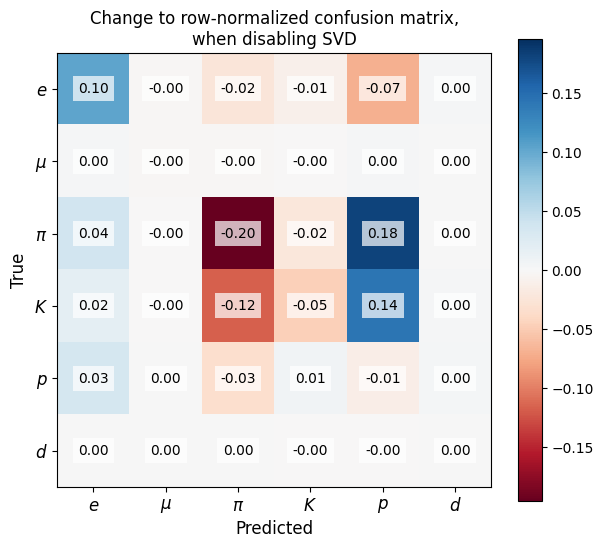 Change to row-normalized confusion matrix,
when disabling SVD
e 0.10 -0.00 -0.02 -0.01 -0.07 0.00
μ 0.00 -0.00 -0.00 -0.00 0.00 0.00
π 0.04 -0.00 -0.20 -0.02 0.18 0.00
K 0.02 -0.00 -0.12 -0.05 0.14 0.00
p 0.03 0.00 -0.03 0.01 -0.01 0.00
d 0.00 0.00 0.00 -0.00 -0.00 0.00
e μ π K p d
True
Predicted
0.15
0.10
0.05
0.00
−0.05
−0.10
−0.15